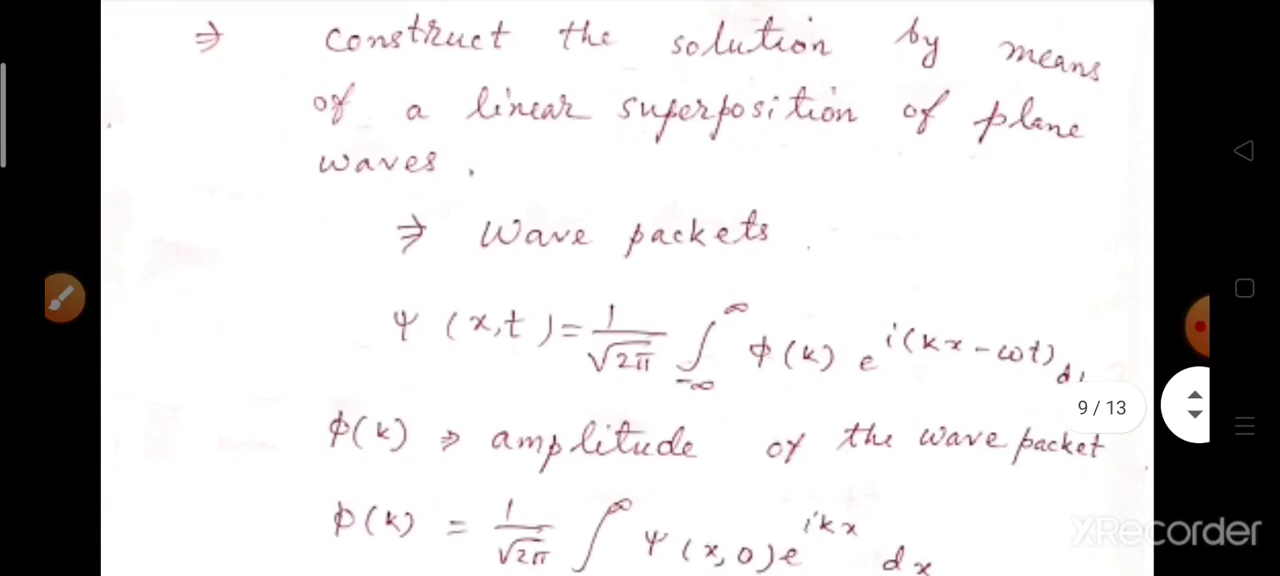 ⇒ construct the solution by means
of a linear superposition of plane
waves.
⇒ Wave packets
Ψ (x,t) = 1/√2π ∫_{-∞}^{∞} ϕ(k) e^{i(kx-ωt)}
9 / 13
ϕ(k) ⇒ amplitude of the wave packet
ϕ(k) = 1/√2π ∫^{∞} Ψ(x,0) e^{ikx} dx
XRecorder